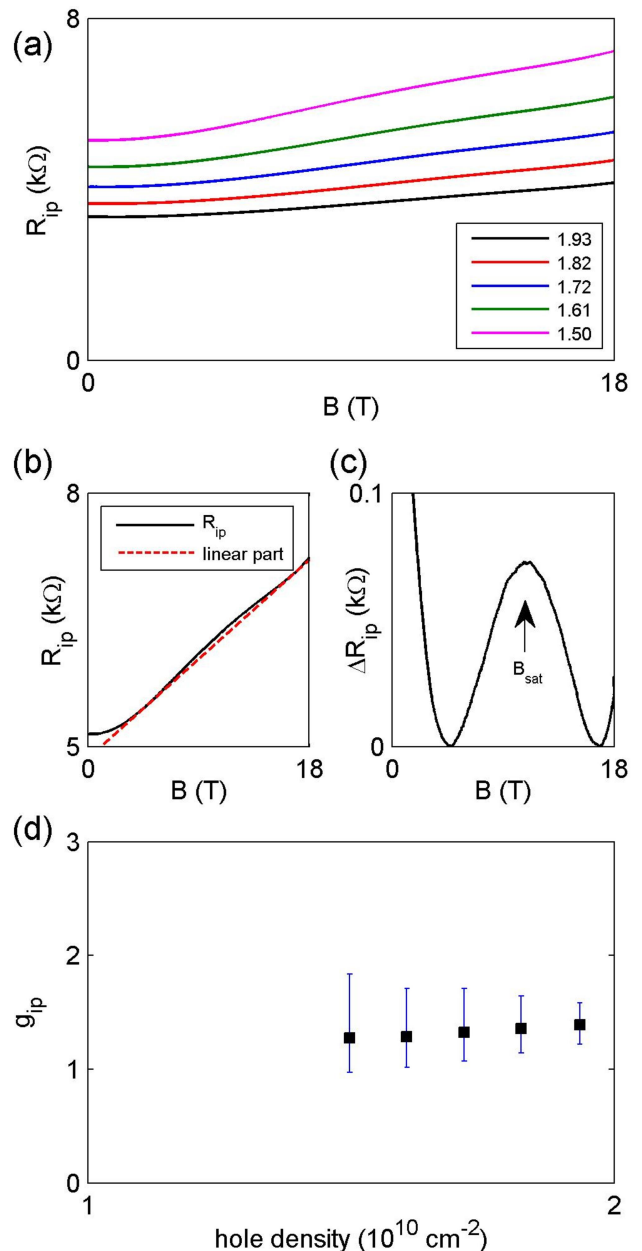 (a)
8
R_ip (kΩ)
0
0
18
B (T)
1.93
1.82
1.72
1.61
1.50
(b)
8
R_ip (kΩ)
5
0
18
B (T)
R_ip
linear part
(c)
0.1
ΔR_ip (kΩ)
0
0
18
B (T)
B_sat
(d)
3
2
1
0
g_ip
1
2
hole density (10^10 cm^-2)